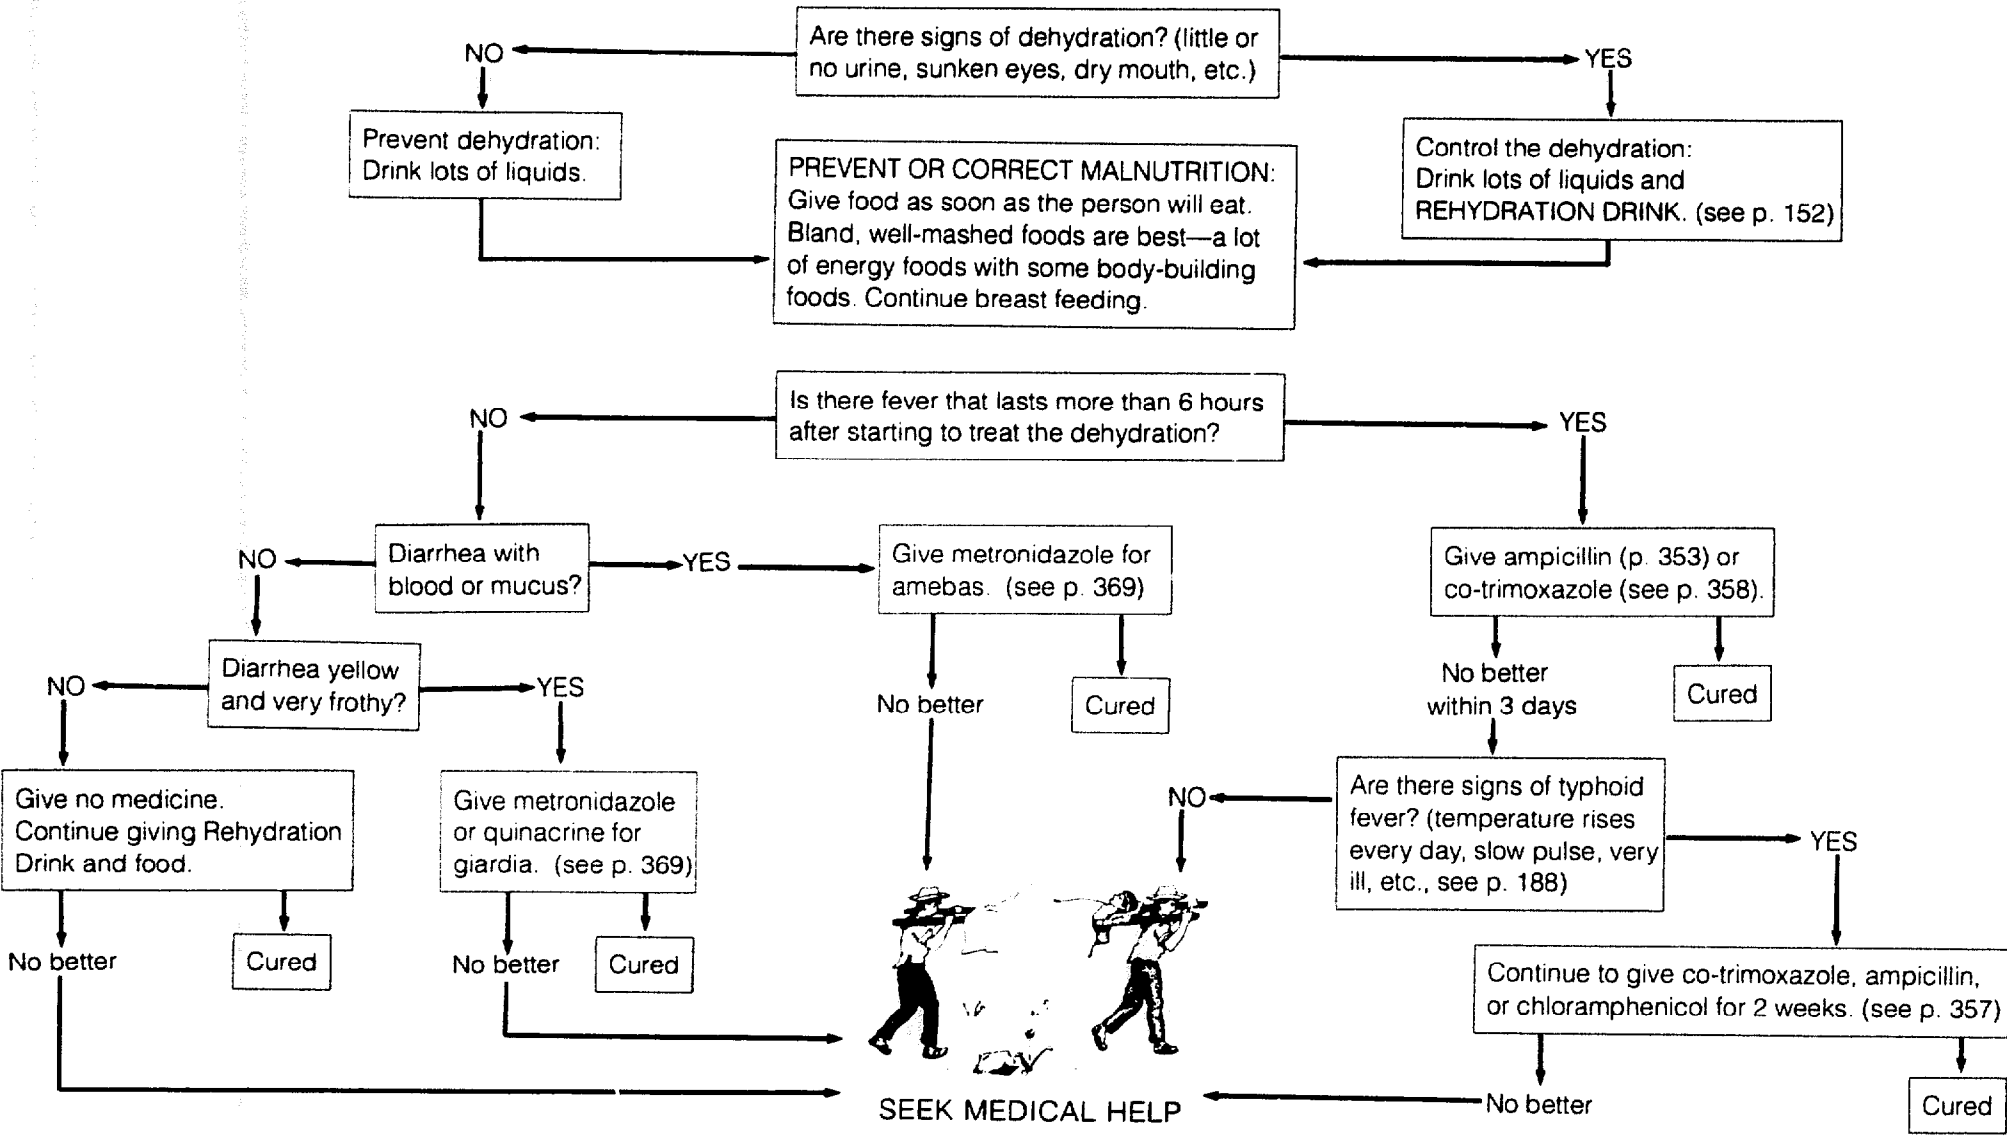 Are there signs of dehydration? (little or
no urine, sunken eyes, dry mouth, etc.)
NO
YES
Prevent dehydration:
Drink lots of liquids.
PREVENT OR CORRECT MALNUTRITION:
Give food as soon as the person will eat.
Bland, well-mashed foods are best—a lot
of energy foods with some body-building
foods. Continue breast feeding.
Control the dehydration:
Drink lots of liquids and
REHYDRATION DRINK. (see p. 152)
Is there fever that lasts more than 6 hours
after starting to treat the dehydration?
NO
YES
Diarrhea with
blood or mucus?
NO
YES
Give metronidazole for
amebas. (see p. 369)
Give ampicillin (p. 353) or
co-trimoxazole (see p. 358).
Diarrhea yellow
and very frothy?
NO
YES
No better
Cured
No better
within 3 days
Cured
Give no medicine.
Continue giving Rehydration
Drink and food.
Give metronidazole
or quinacrine for
giardia. (see p. 369)
Are there signs of typhoid
fever? (temperature rises
every day, slow pulse, very
ill, etc., see p. 188)
NO
YES
No better
Cured
No better
Cured
Continue to give co-trimoxazole, ampicillin,
or chloramphenicol for 2 weeks. (see p. 357)
SEEK MEDICAL HELP
No better
Cured